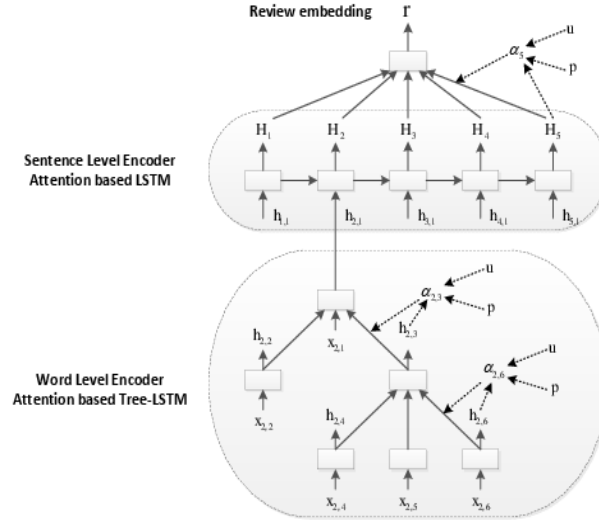 Review embedding
r
u
α5
p
H1 H2 H3 H4 H5
Sentence Level Encoder
Attention based LSTM
h1,1 h2,1 h3,1 h4,1 h5,1
u
α2,3
p
h2,2 x2,1 h2,3
u
α2,6
p
Word Level Encoder
Attention based Tree-LSTM
x2,2 h2,4 h2,6
x2,4 x2,5 x2,6